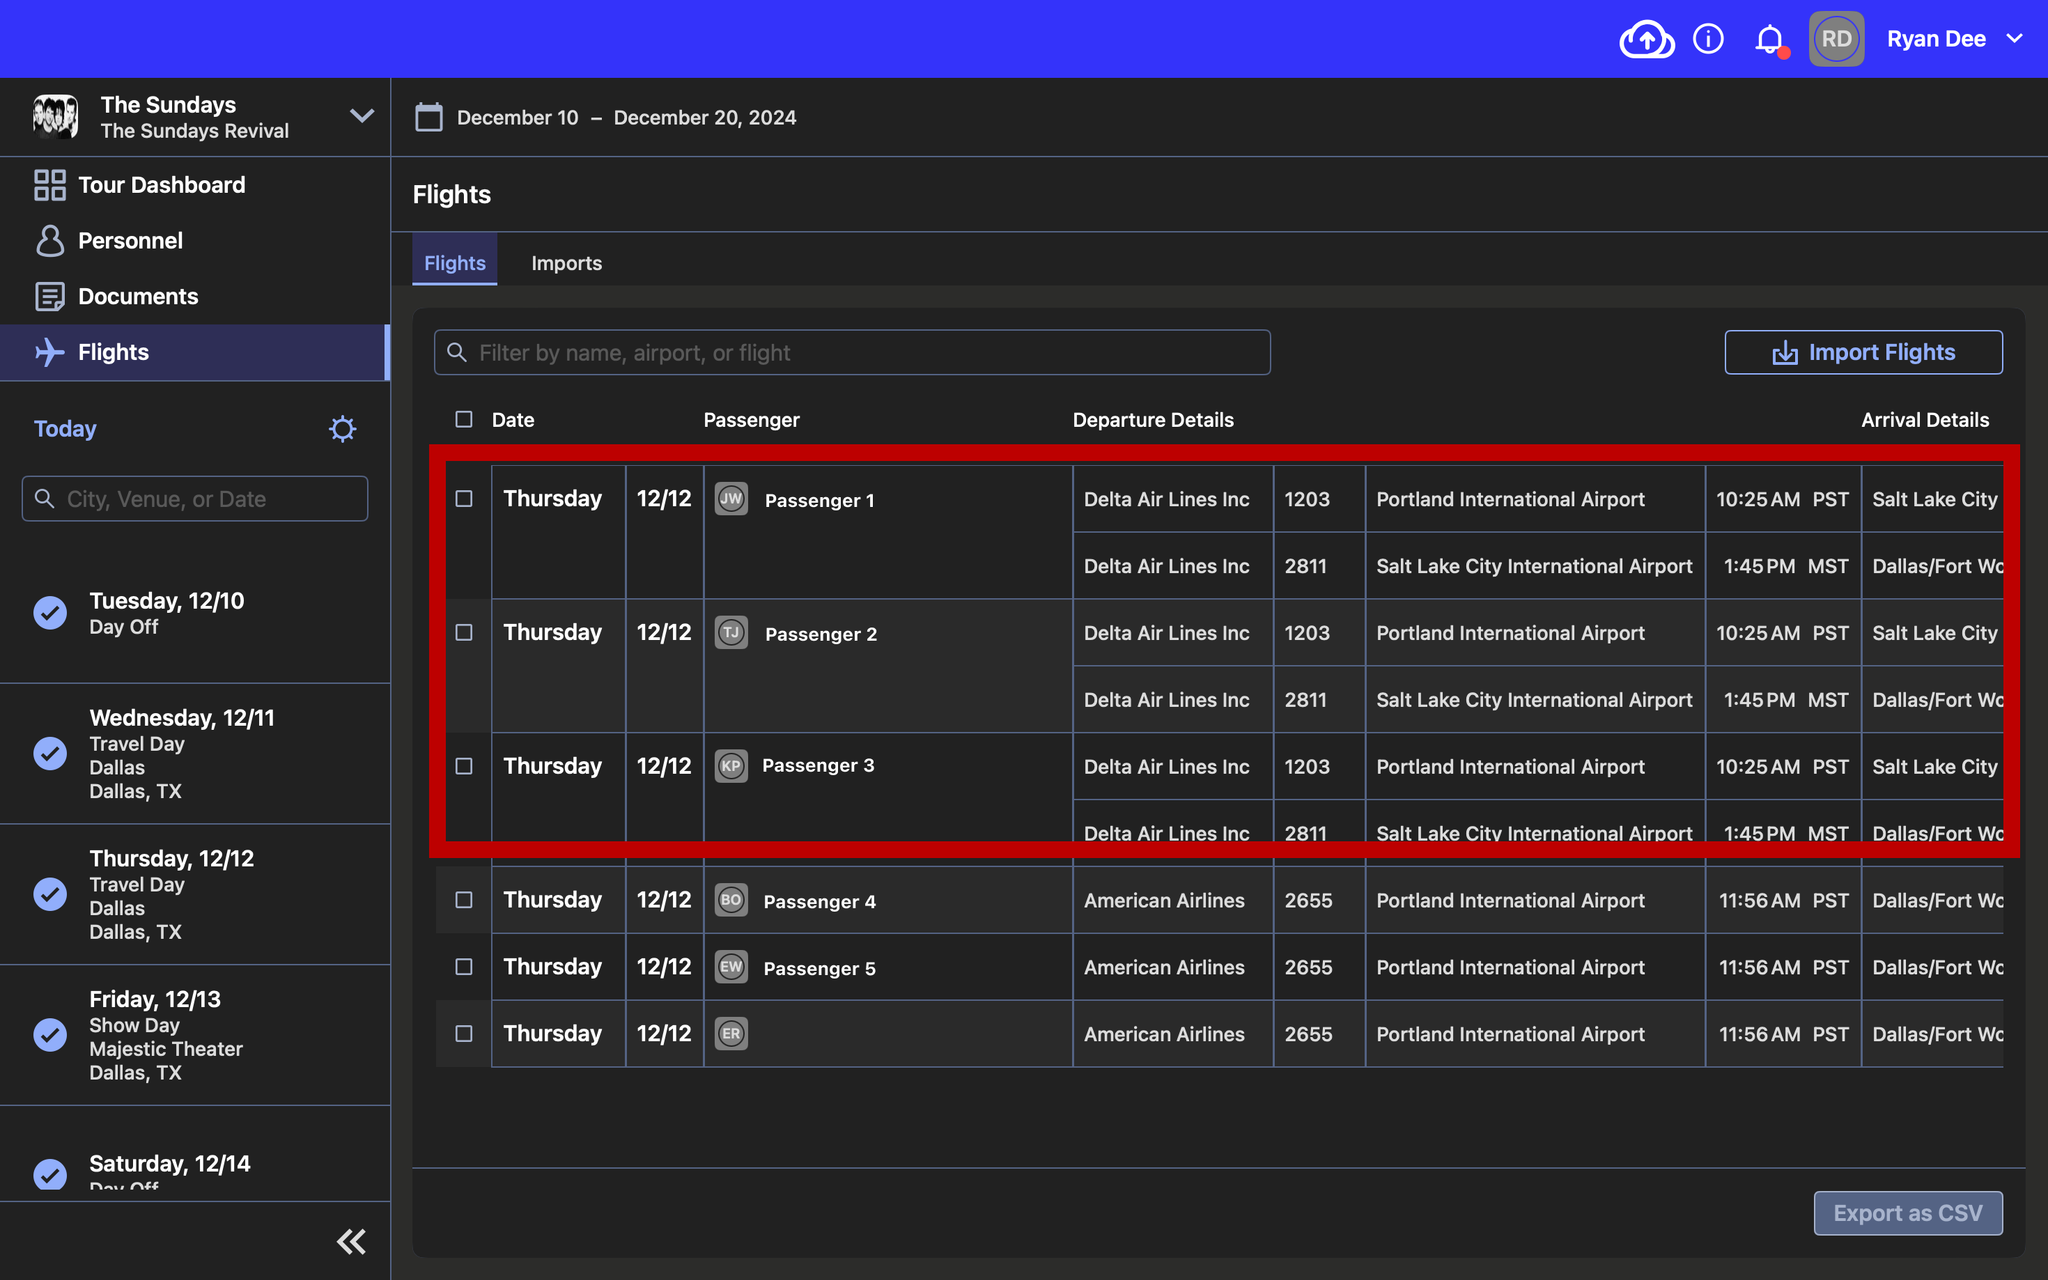 RD
Ryan Dee
The Sundays
The Sundays Revival
December 10 – December 20, 2024
Tour Dashboard
Personnel
Documents
Flights
Today
City, Venue, or Date
Tuesday, 12/10
Day Off
Wednesday, 12/11
Travel Day
Dallas
Dallas, TX
Thursday, 12/12
Travel Day
Dallas
Dallas, TX
Friday, 12/13
Show Day
Majestic Theater
Dallas, TX
Saturday, 12/14
Day Off
Flights
Flights Imports
Filter by name, airport, or flight
Import Flights
Date Passenger Departure Details Arrival Details
Thursday 12/12 JW Passenger 1 Delta Air Lines Inc 1203 Portland International Airport 10:25 AM PST Salt Lake City
Delta Air Lines Inc 2811 Salt Lake City International Airport 1:45 PM MST Dallas/Fort Wo
Thursday 12/12 TJ Passenger 2 Delta Air Lines Inc 1203 Portland International Airport 10:25 AM PST Salt Lake City
Delta Air Lines Inc 2811 Salt Lake City International Airport 1:45 PM MST Dallas/Fort Wo
Thursday 12/12 KP Passenger 3 Delta Air Lines Inc 1203 Portland International Airport 10:25 AM PST Salt Lake City
Delta Air Lines Inc 2811 Salt Lake City International Airport 1:45 PM MST Dallas/Fort Wo
Thursday 12/12 BO Passenger 4 American Airlines 2655 Portland International Airport 11:56 AM PST Dallas/Fort Wo
Thursday 12/12 EW Passenger 5 American Airlines 2655 Portland International Airport 11:56 AM PST Dallas/Fort Wo
Thursday 12/12 ER American Airlines 2655 Portland International Airport 11:56 AM PST Dallas/Fort Wo
Export as CSV